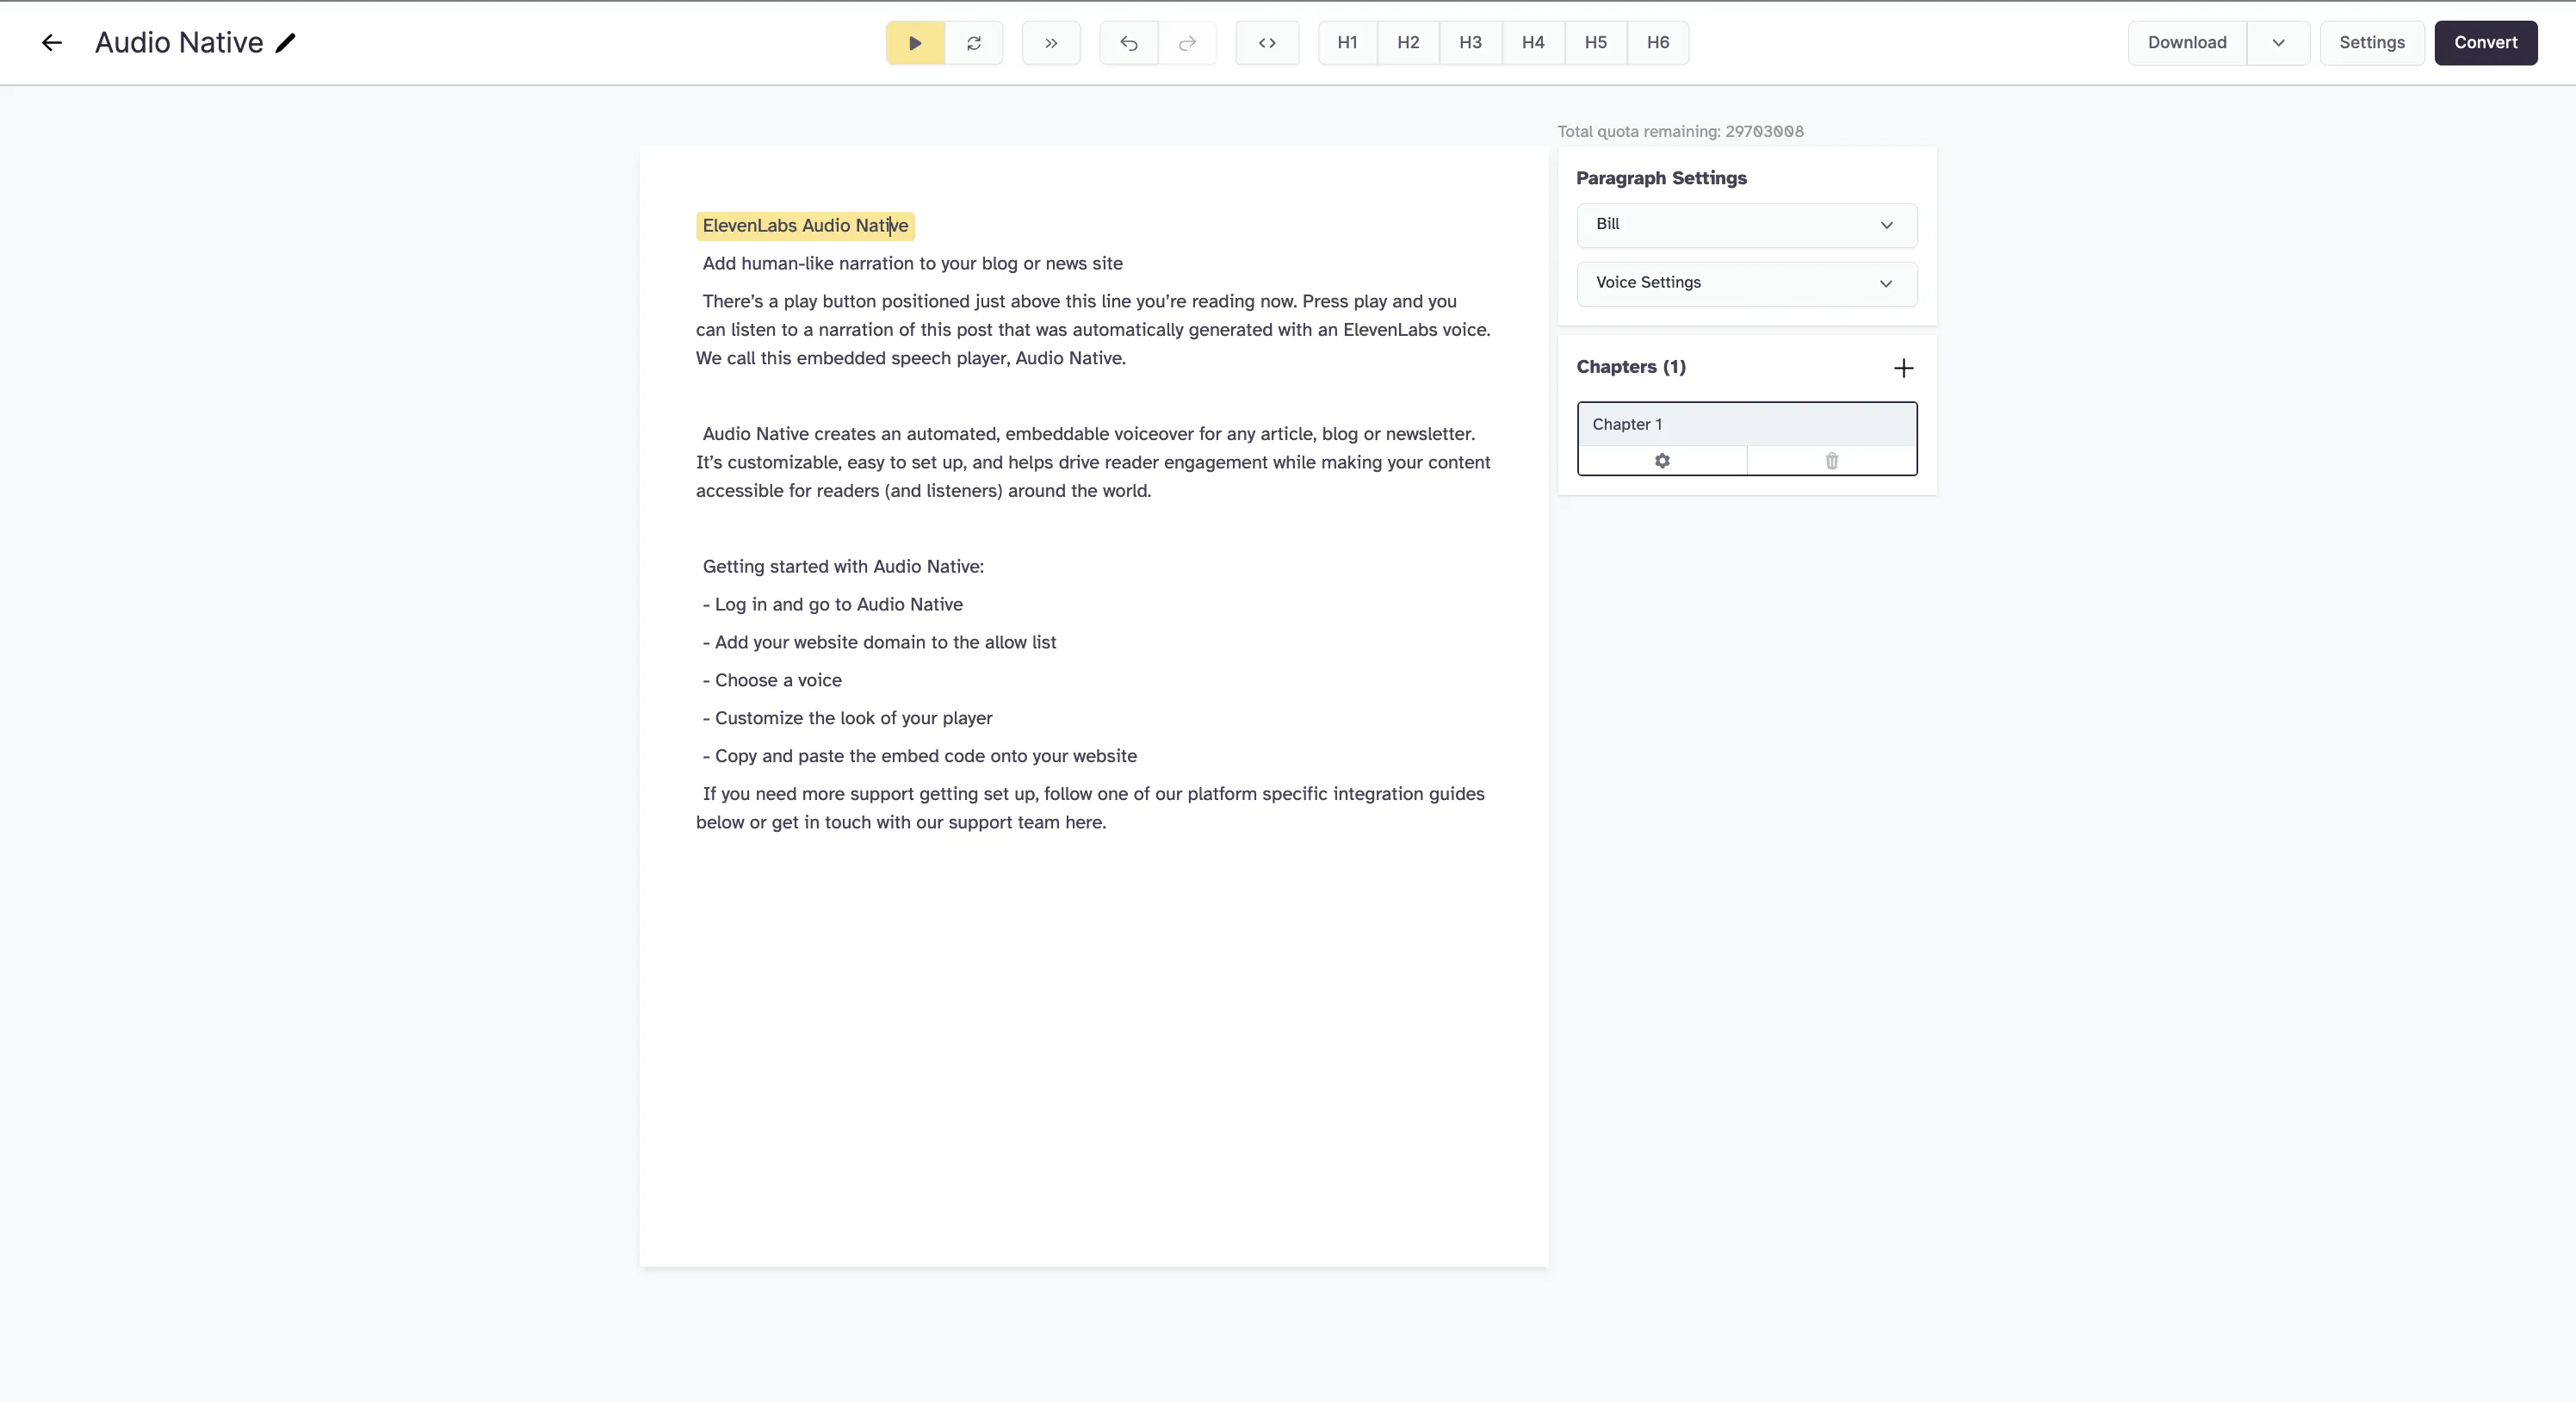 Audio Native
H1 H2 H3 H4 H5 H6
Download
Settings
Convert
Total quota remaining: 29703008
ElevenLabs Audio Native
Add human-like narration to your blog or news site
There’s a play button positioned just above this line you’re reading now. Press play and you
can listen to a narration of this post that was automatically generated with an ElevenLabs voice.
We call this embedded speech player, Audio Native.
Audio Native creates an automated, embeddable voiceover for any article, blog or newsletter.
It’s customizable, easy to set up, and helps drive reader engagement while making your content
accessible for readers (and listeners) around the world.
Getting started with Audio Native:
- Log in and go to Audio Native
- Add your website domain to the allow list
- Choose a voice
- Customize the look of your player
- Copy and paste the embed code onto your website
If you need more support getting set up, follow one of our platform specific integration guides
below or get in touch with our support team here.
Paragraph Settings
Bill
Voice Settings
Chapters (1)
Chapter 1